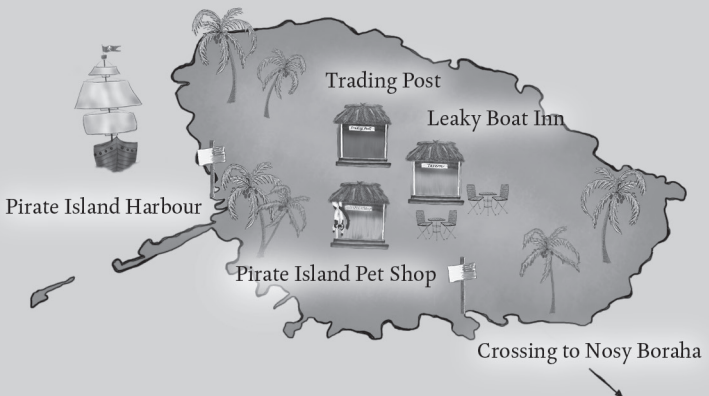 Trading Post
Leaky Boat Inn
Pirate Island Harbour
Pirate Island Pet Shop
Crossing to Nosy Boraha